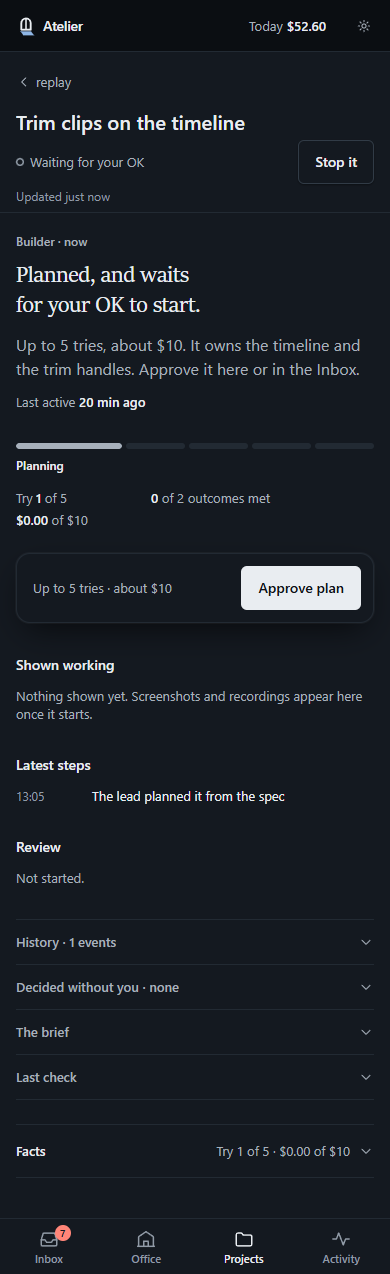 Atelier
Today $52.60
replay
Trim clips on the timeline
Waiting for your OK
Stop it
Updated just now
Builder · now
Planned, and waits
for your OK to start.
Up to 5 tries, about $10. It owns the timeline and
the trim handles. Approve it here or in the Inbox.
Last active 20 min ago
Planning
Try 1 of 5
0 of 2 outcomes met
$0.00 of $10
Up to 5 tries · about $10
Approve plan
Shown working
Nothing shown yet. Screenshots and recordings appear here
once it starts.
Latest steps
13:05
The lead planned it from the spec
Review
Not started.
History · 1 events
Decided without you · none
The brief
Last check
Facts
Try 1 of 5 · $0.00 of $10
7
Inbox
Office
Projects
Activity